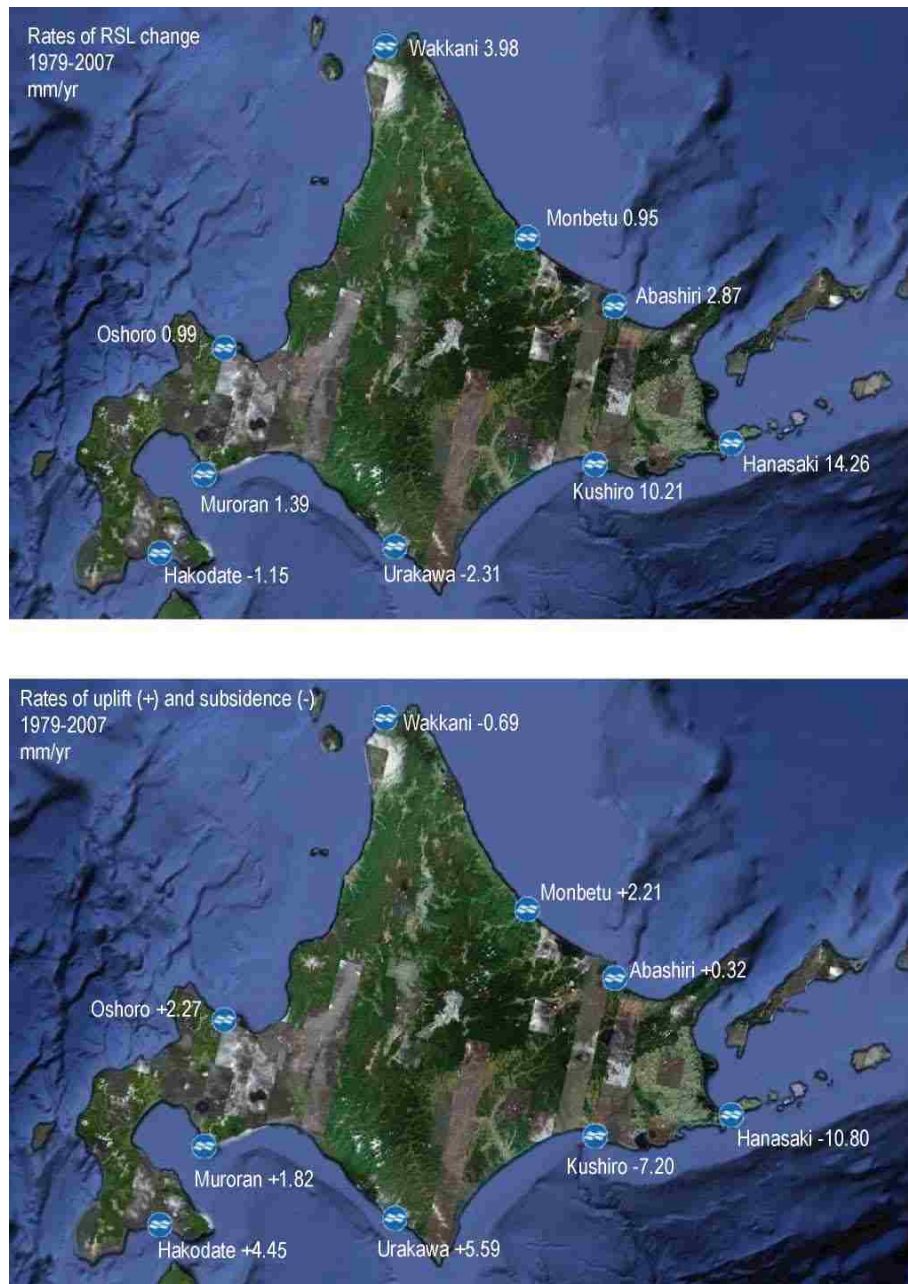 Rates of RSL change
1979-2007
mm/yr
Wakkani 3.98
Monbetu 0.95
Abashiri 2.87
Oshoro 0.99
Hanasaki 14.26
Kushiro 10.21
Muroran 1.39
Hakodate -1.15
Urakawa -2.31
Rates of uplift (+) and subsidence (-)
1979-2007
mm/yr
Wakkani -0.69
Monbetu +2.21
Abashiri +0.32
Oshoro +2.27
Hanasaki -10.80
Kushiro -7.20
Muroran +1.82
Hakodate +4.45
Urakawa +5.59